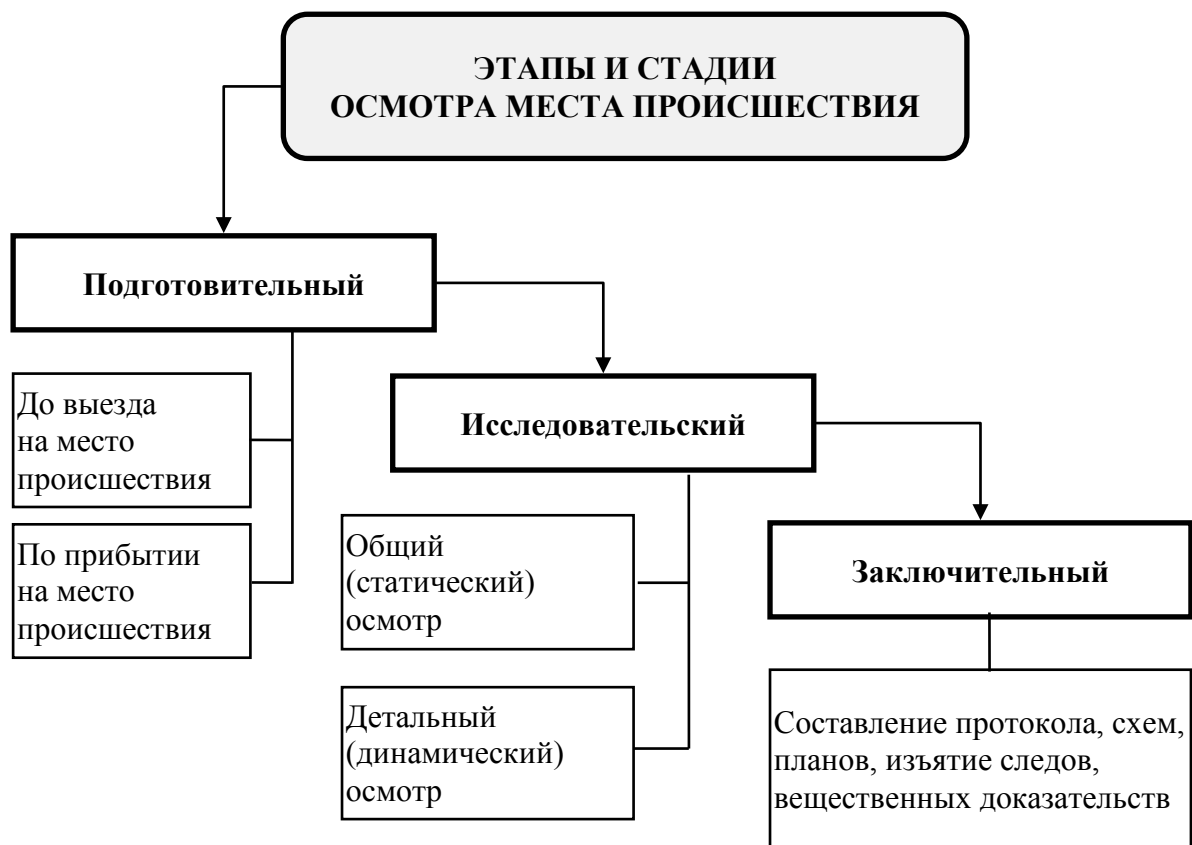 ЭТАПЫ И СТАДИИ
ОСМОТРА МЕСТА ПРОИСШЕСТВИЯ
Подготовительный
До выезда
на место
происшествия
По прибытии
на место
происшествия
Исследовательский
Общий
(статический)
осмотр
Детальный
(динамический)
осмотр
Заключительный
Составление протокола, схем,
планов, изъятие следов,
вещественных доказательств